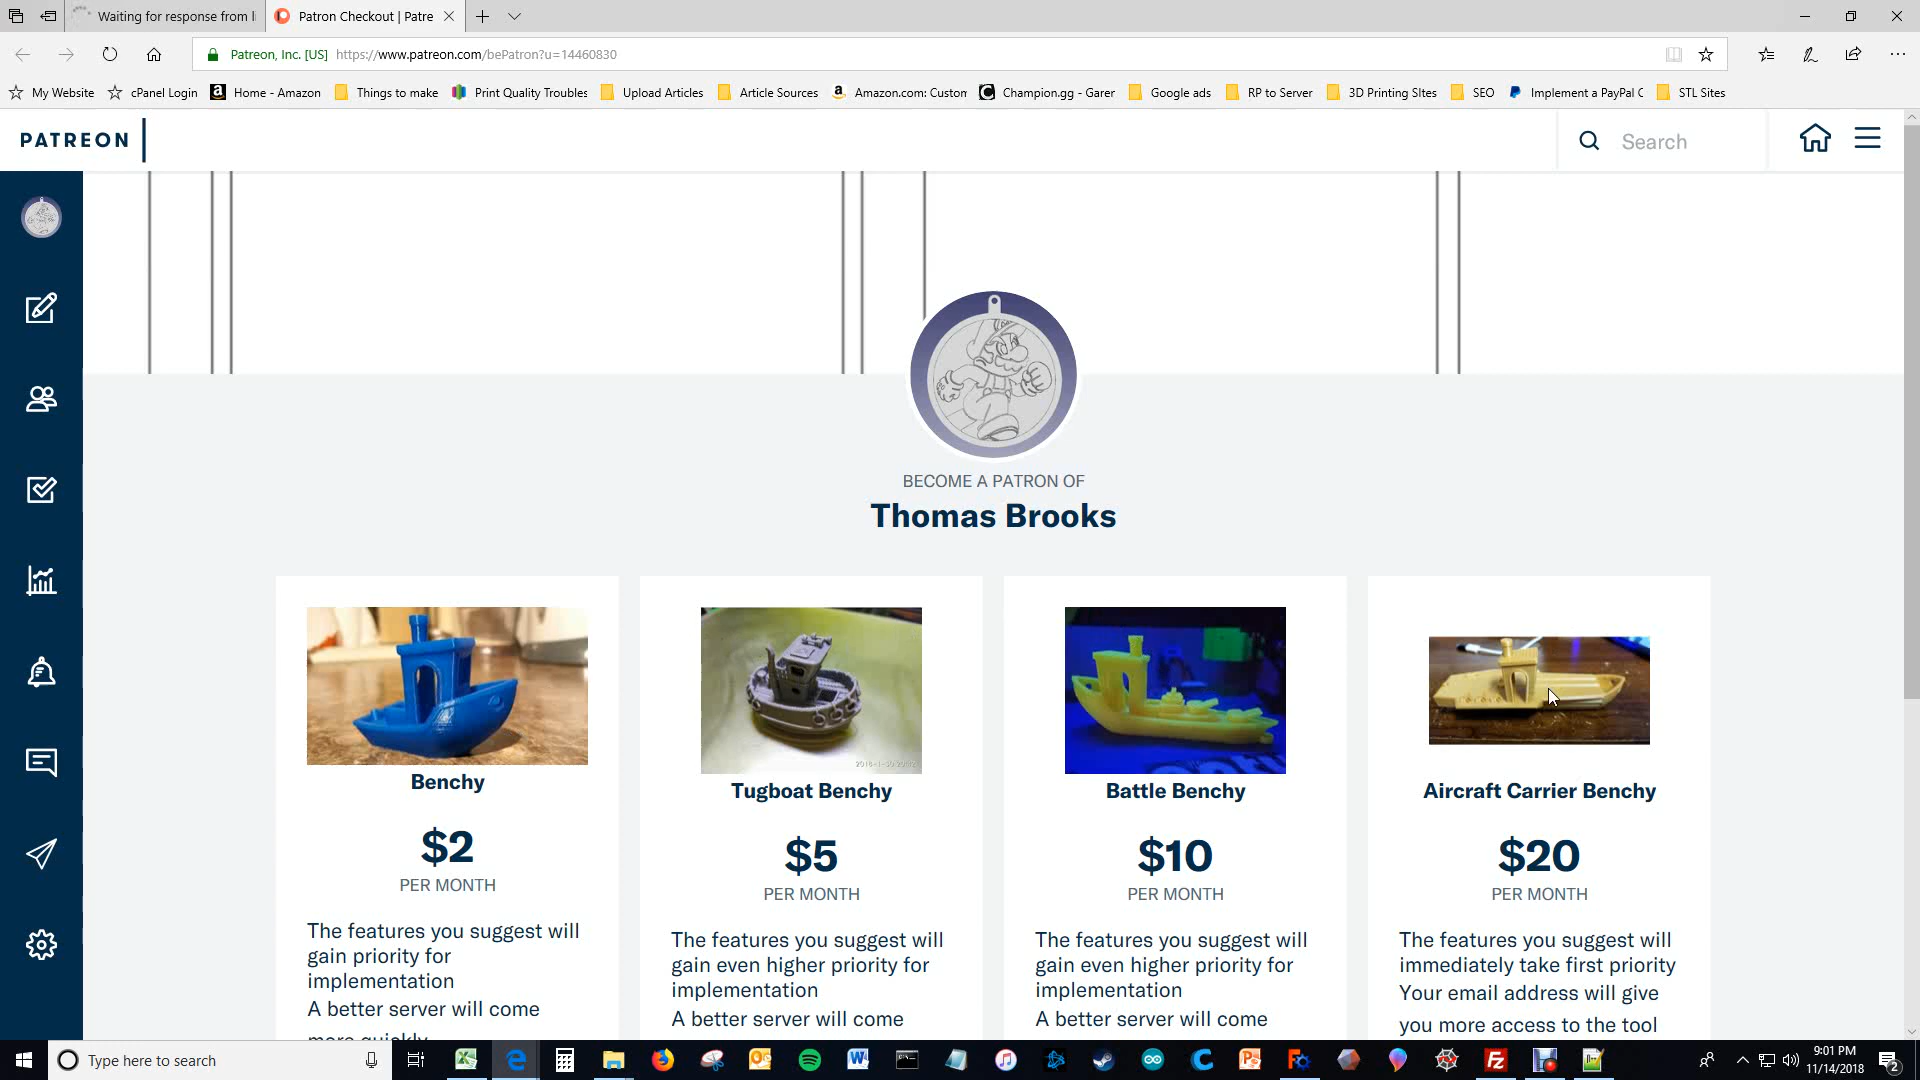 Waiting for response from
Patron Checkout | Patre
Patreon, Inc. [US] https://www.patreon.com/bePatron?u=14460830
My Website cPanel Login Home - Amazon Things to make Print Quality Troubles Upload Articles Article Sources Amazon.com: Custom Champion.gg - Garer Google ads RP to Server 3D Printing SItes SEO Implement a PayPal C STL Sites
PATREON
Search
BECOME A PATRON OF
Thomas Brooks
Benchy
$2
PER MONTH
The features you suggest will
gain priority for
implementation
A better server will come
more quickly
Tugboat Benchy
$5
PER MONTH
The features you suggest will
gain even higher priority for
implementation
A better server will come
Battle Benchy
$10
PER MONTH
The features you suggest will
gain even higher priority for
implementation
A better server will come
Aircraft Carrier Benchy
$20
PER MONTH
The features you suggest will
immediately take first priority
Your email address will give
you more access to the tool
Type here to search
9:01 PM
11/14/2018
2